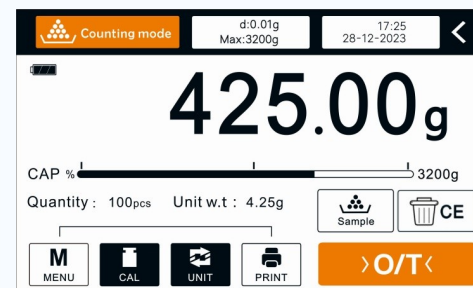 Counting mode
d:0.01g
Max:3200g
17:25
28-12-2023
425.00g
CAP %
3200g
Quantity : 100pcs Unit w.t : 4.25g
Sample
CE
M
MENU
CAL
UNIT
PRINT
>O/T<